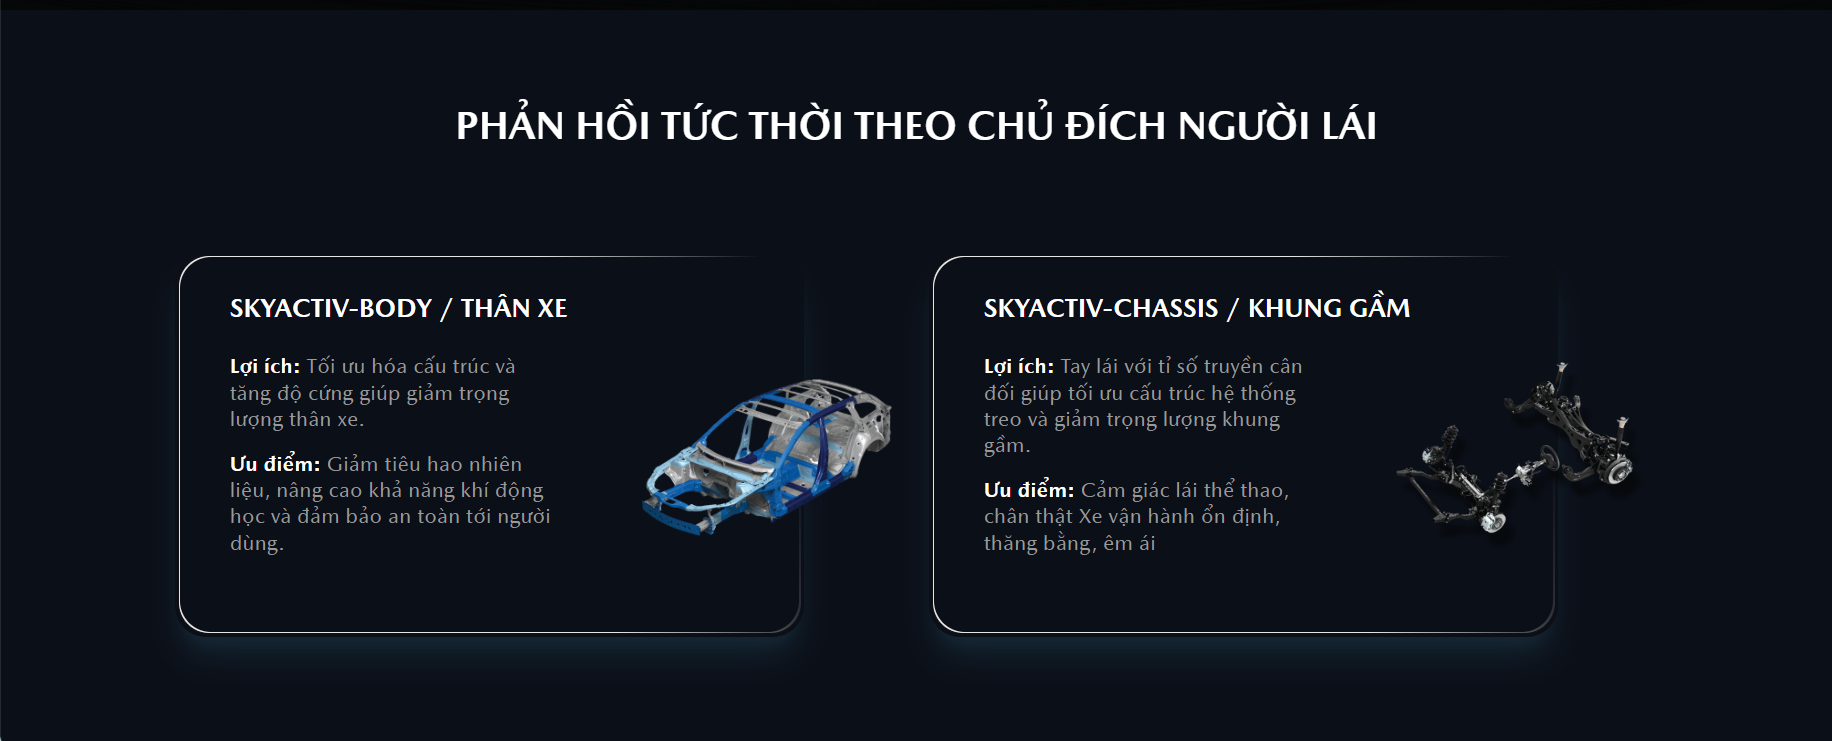 PHẢN HỒI TỨC THỜI THEO CHỦ ĐÍCH NGƯỜI LÁI
SKYACTIV-BODY / THÂN XE
Lợi ích: Tối ưu hóa cấu trúc và
tăng độ cứng giúp giảm trọng
lượng thân xe.
Ưu điểm: Giảm tiêu hao nhiên
liệu, nâng cao khả năng khí động
học và đảm bảo an toàn tới người
dùng.
SKYACTIV-CHASSIS / KHUNG GẦM
Lợi ích: Tay lái với tỉ số truyền cân
đối giúp tối ưu cấu trúc hệ thống
treo và giảm trọng lượng khung
gầm.
Ưu điểm: Cảm giác lái thể thao,
chân thật Xe vận hành ổn định,
thăng bằng, êm ái